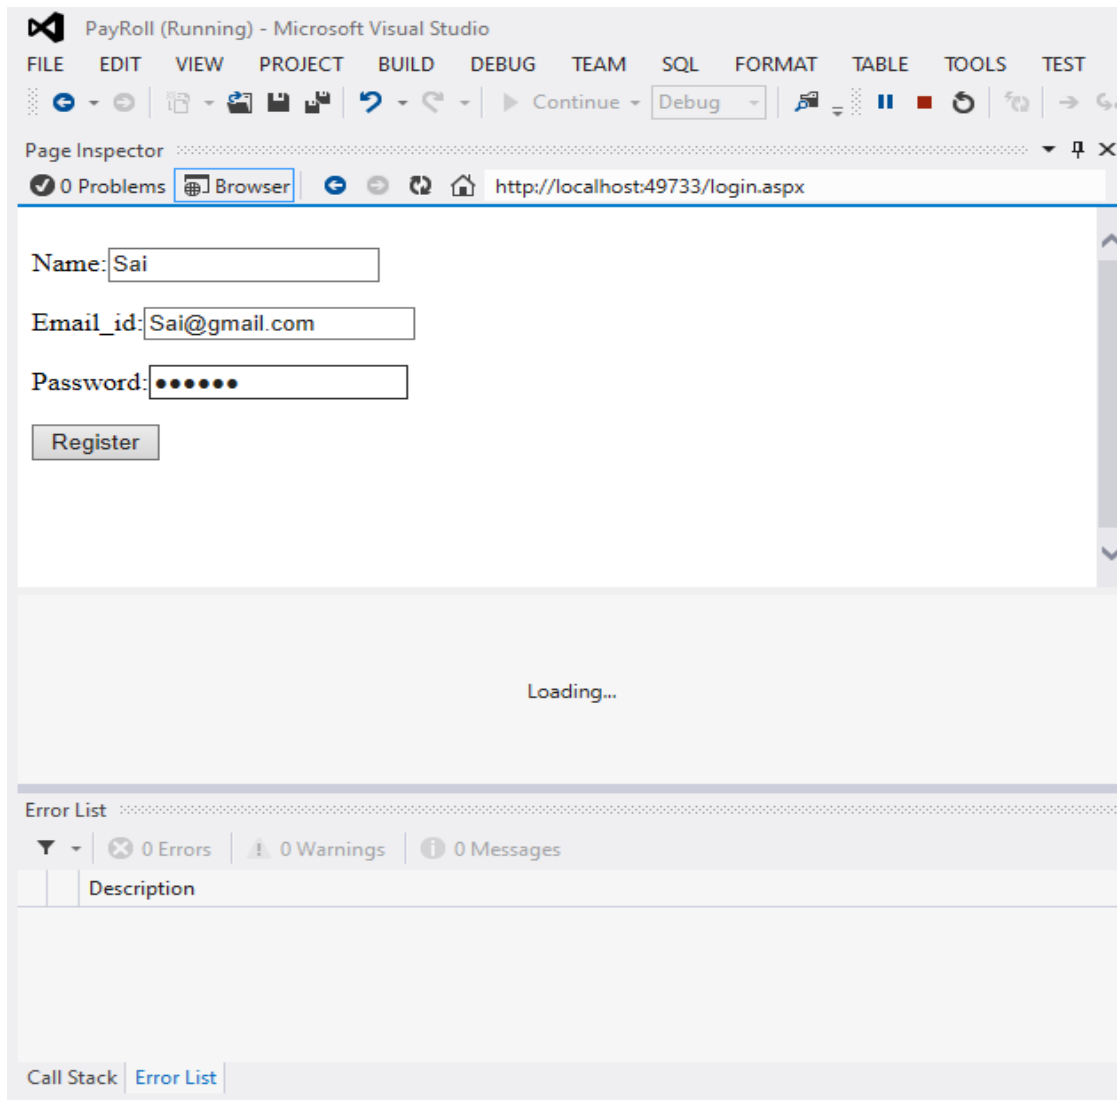 PayRoll (Running) - Microsoft Visual Studio
FILE EDIT VIEW PROJECT BUILD DEBUG TEAM SQL FORMAT TABLE TOOLS TEST
Continue Debug
Page Inspector
0 Problems Browser http://localhost:49733/login.aspx
Name: Sai
Email_id: Sai@gmail.com
Password: ●●●●●●
Register
Loading...
Error List
0 Errors 0 Warnings 0 Messages
Description
Call Stack Error List